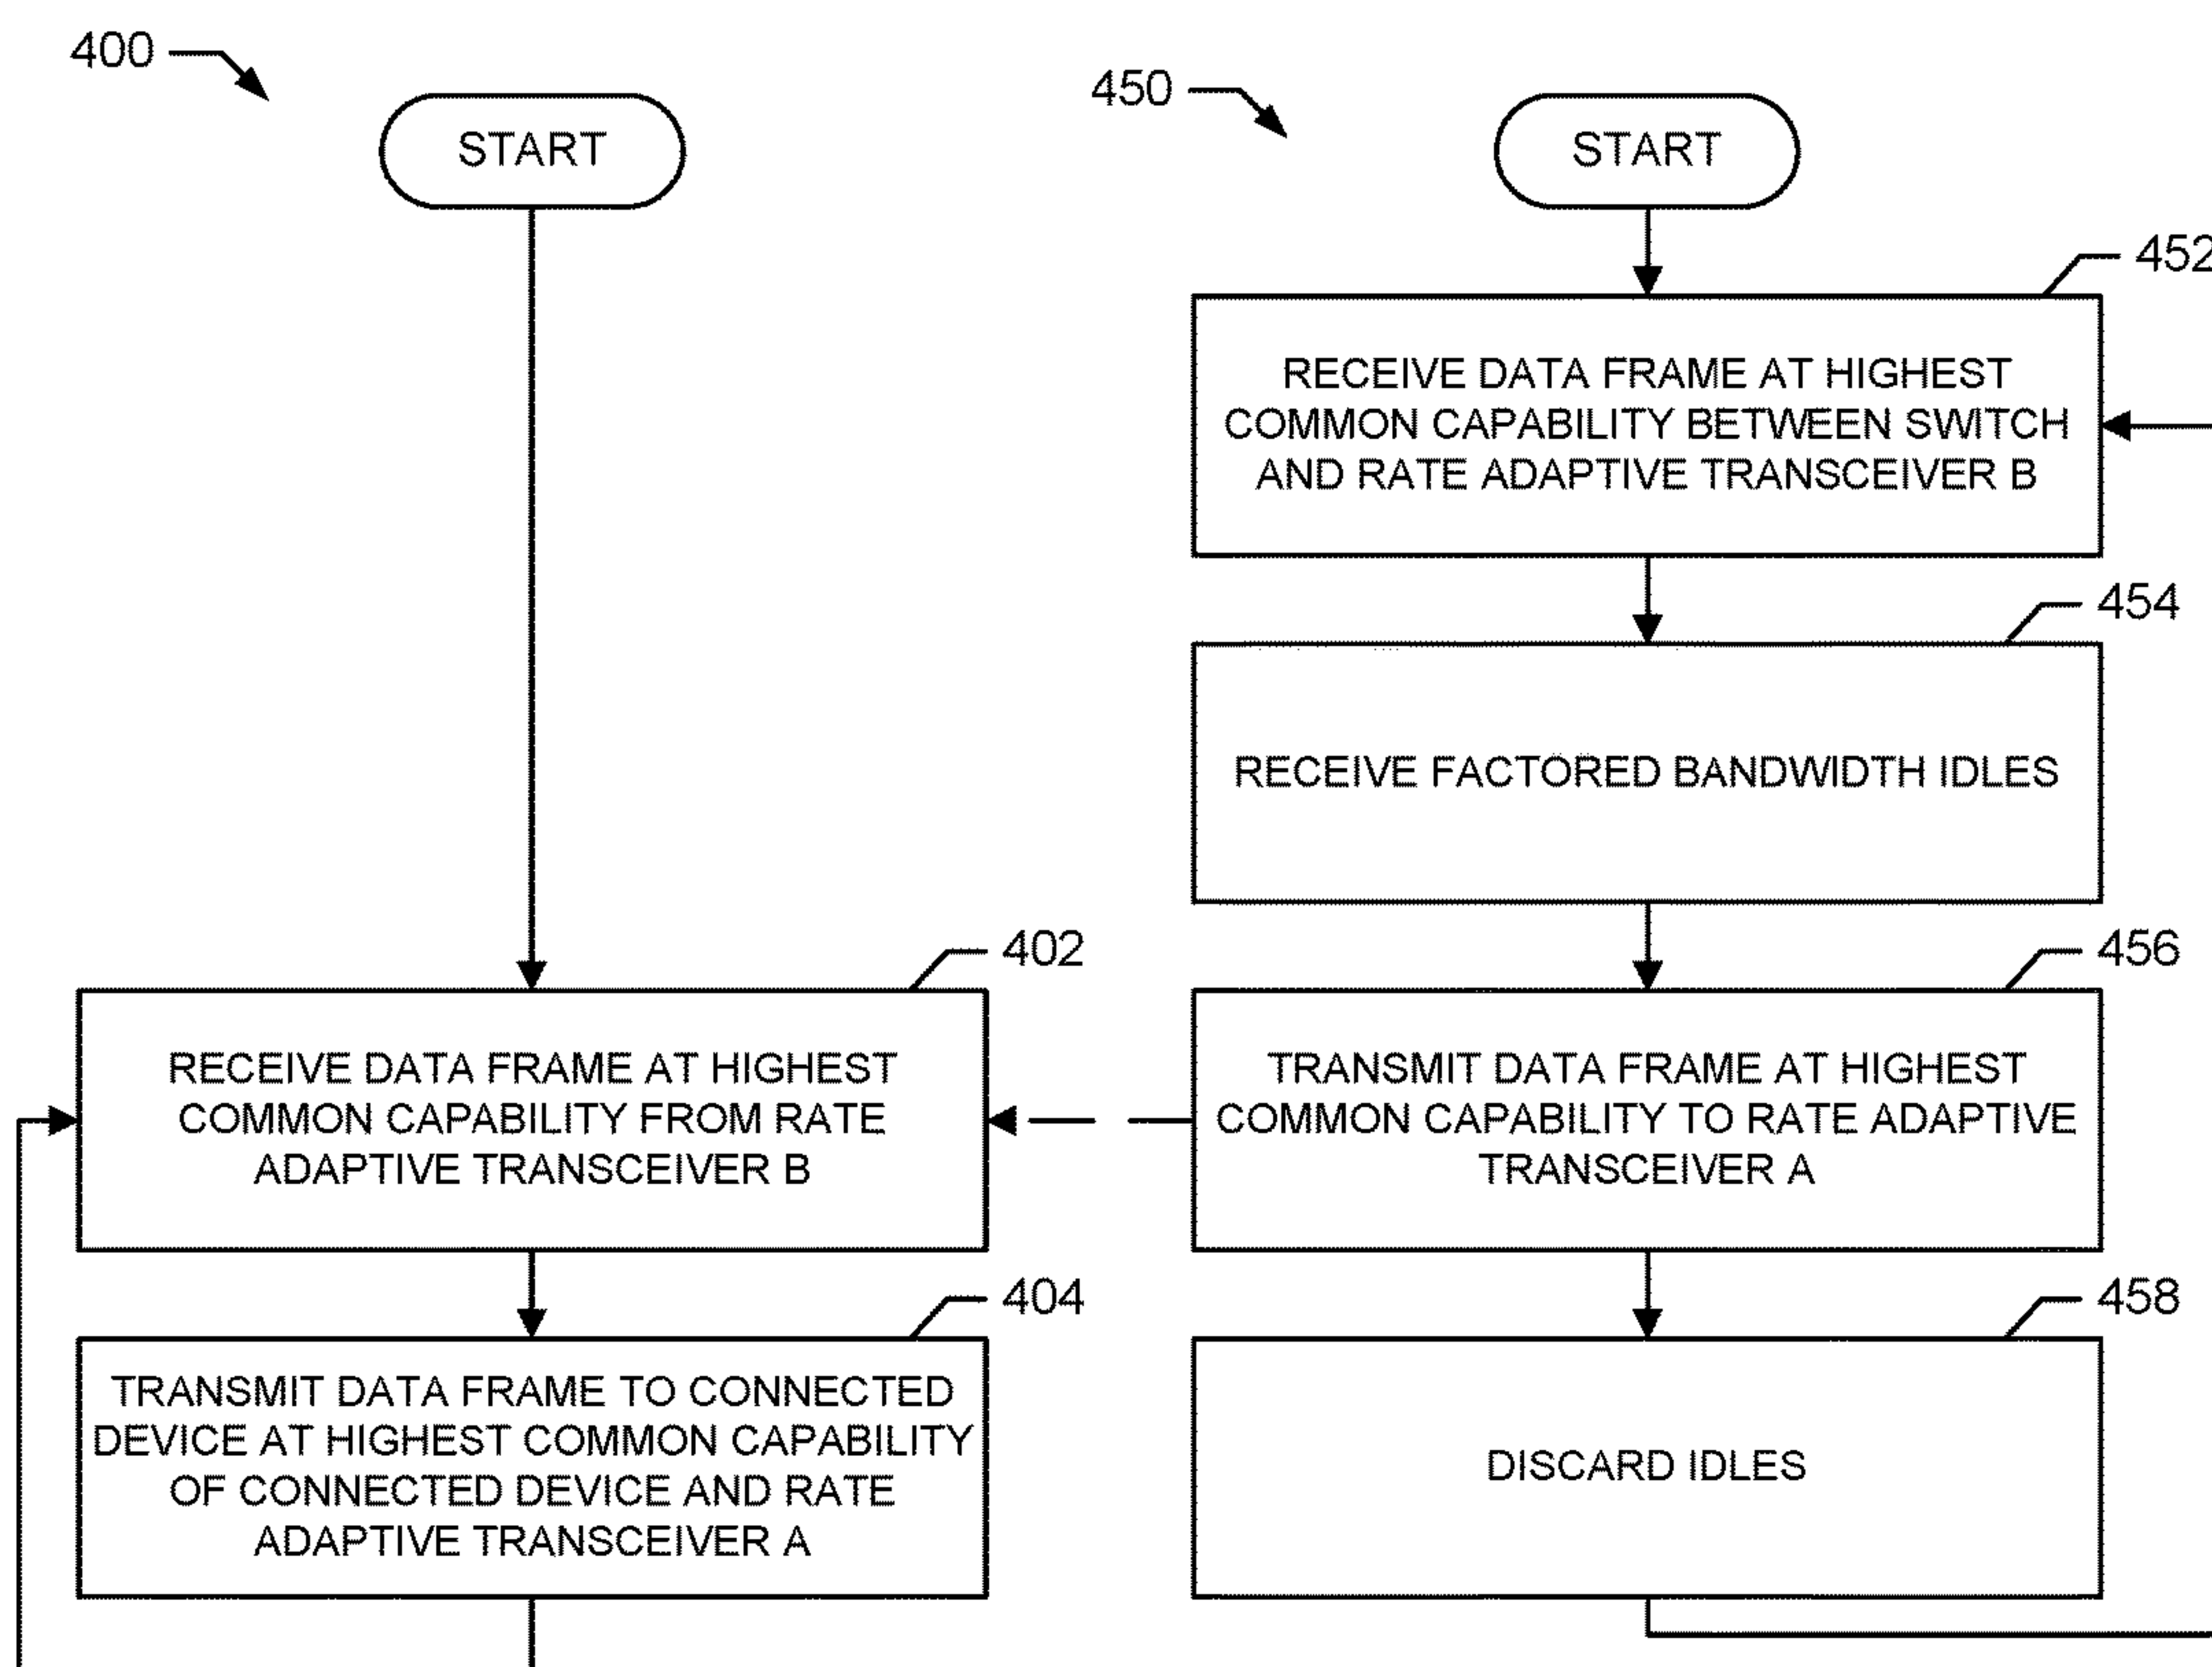 400
START
402
RECEIVE DATA FRAME AT HIGHEST
COMMON CAPABILITY FROM RATE
ADAPTIVE TRANSCEIVER B
404
TRANSMIT DATA FRAME TO CONNECTED
DEVICE AT HIGHEST COMMON CAPABILITY
OF CONNECTED DEVICE AND RATE
ADAPTIVE TRANSCEIVER A
450
START
452
RECEIVE DATA FRAME AT HIGHEST
COMMON CAPABILITY BETWEEN SWITCH
AND RATE ADAPTIVE TRANSCEIVER B
454
RECEIVE FACTORED BANDWIDTH IDLES
456
TRANSMIT DATA FRAME AT HIGHEST
COMMON CAPABILITY TO RATE ADAPTIVE
TRANSCEIVER A
458
DISCARD IDLES